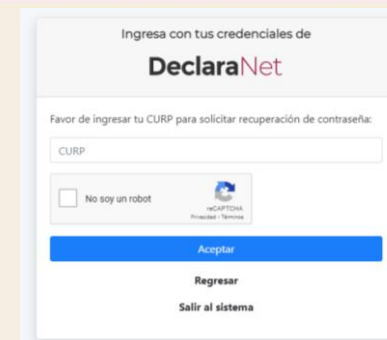 Ingresa con tus credenciales de
DeclaraNet
Favor de ingresar tu CURP para solicitar recuperación de contraseña:
CURP
No soy un robot
reCAPTCHA
Privacidad - Términos
Aceptar
Regresar
Salir al sistema